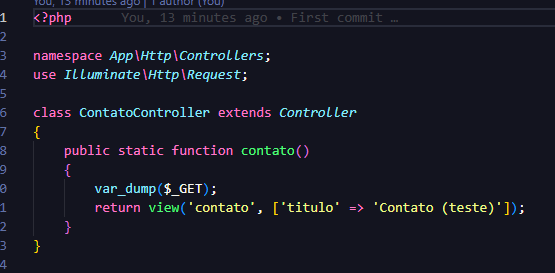 You, 13 minutes ago | 1 author (You)
1 <?php You, 13 minutes ago • First commit …
2
3 namespace App\Http\Controllers;
4 use Illuminate\Http\Request;
5
6 class ContatoController extends Controller
7 {
8 public static function contato()
9 {
0 var_dump($_GET);
1 return view('contato', ['titulo' => 'Contato (teste)']);
2 }
3 }
4